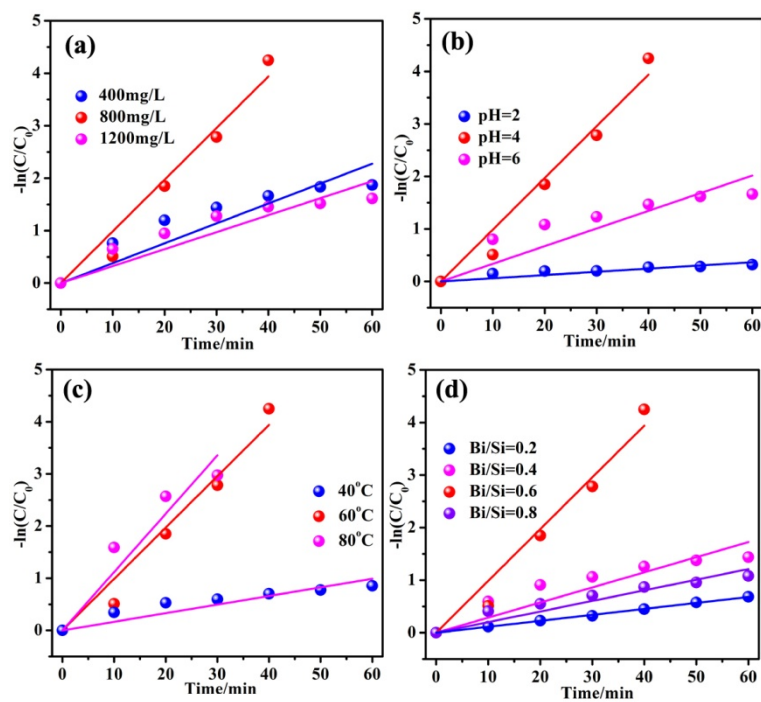 (a)
400mg/L
800mg/L
1200mg/L
-ln(C/C0)
5
4
3
2
1
0
0 10 20 30 40 50 60
Time/min
(b)
pH=2
pH=4
pH=6
-ln(C/C0)
5
4
3
2
1
0
0 10 20 30 40 50 60
Time/min
(c)
40°C
60°C
80°C
-ln(C/C0)
5
4
3
2
1
0
0 10 20 30 40 50 60
Time/min
(d)
Bi/Si=0.2
Bi/Si=0.4
Bi/Si=0.6
Bi/Si=0.8
-ln(C/C0)
5
4
3
2
1
0
0 10 20 30 40 50 60
Time/min